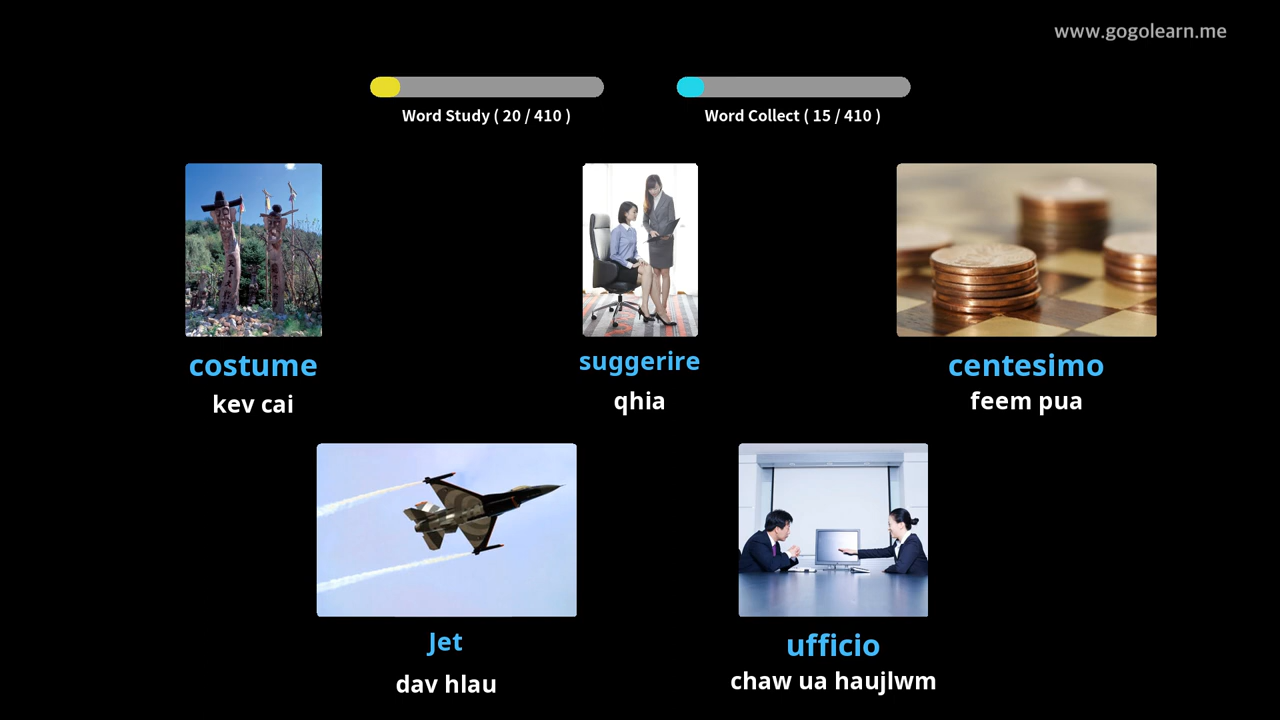 www.gogolearn.me
Word Study ( 20 / 410 )
Word Collect ( 15 / 410 )
costume
kev cai
suggerire
qhia
centesimo
feem pua
Jet
dav hlau
ufficio
chaw ua haujlwm